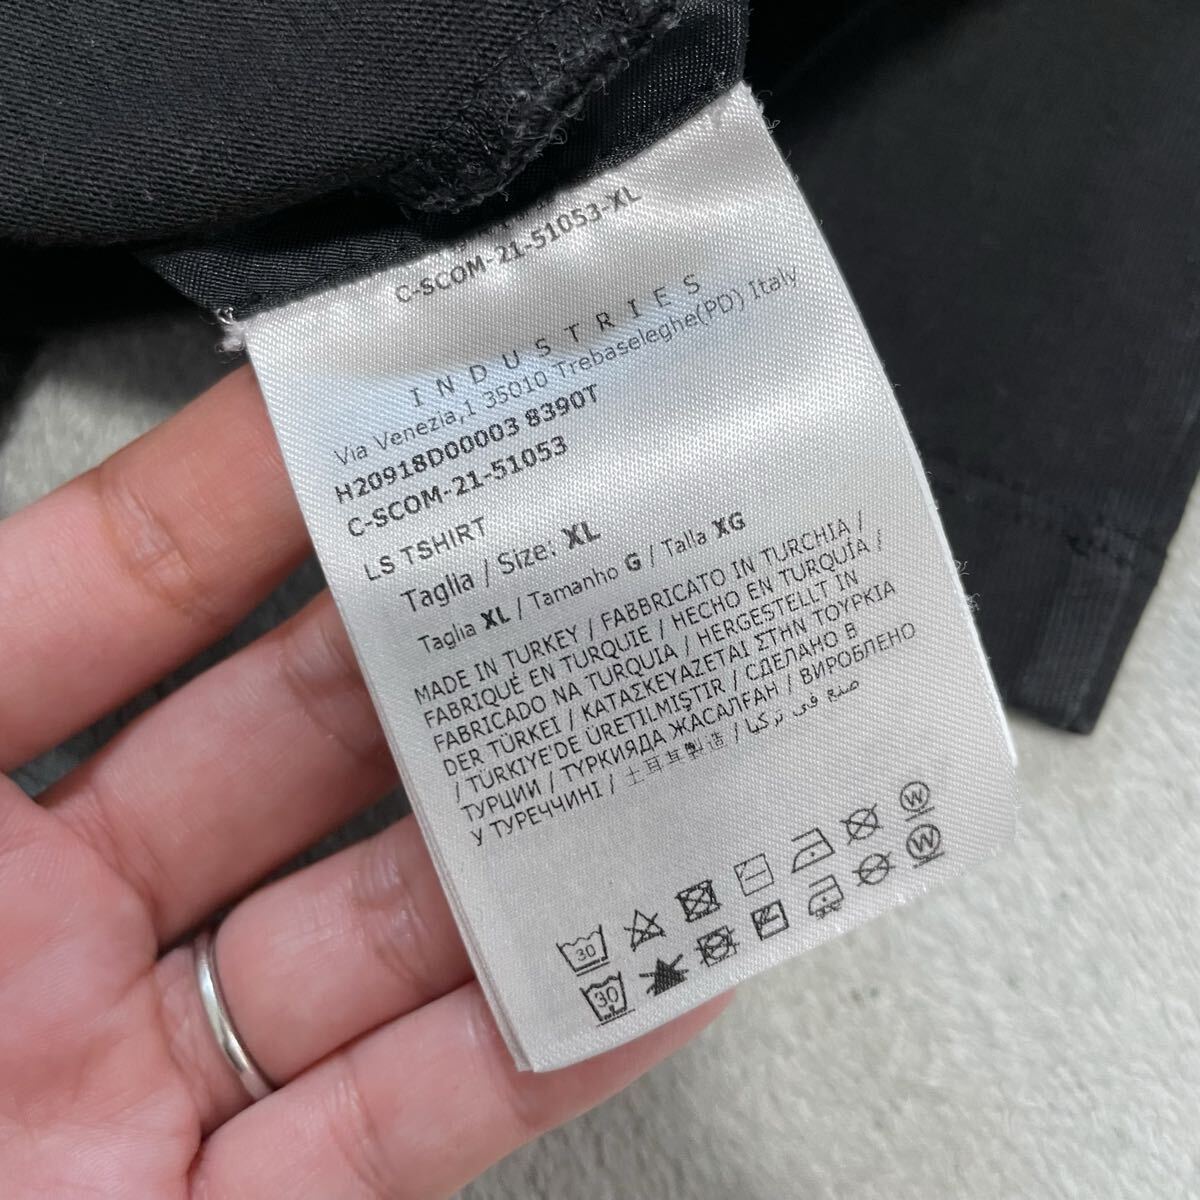 C-SCOM-21-51053-XL
INDUSTRIES
Via Venezia,1 35010 Trebaseleghe(PD) Italy
H20918D00003 8390T
C-SCOM-21-51053
LS TSHIRT
Taglia / Size: XL
Taglia XL / Tamanho G / Talla XG
MADE IN TURKEY / FABBRICATO IN TURCHIA /
FABRIQUÉ EN TURQUIE / HECHO EN TURQUÍA /
FABRICADO NA TURQUIA / HERGESTELLT IN
DER TÜRKEI / ΚΑΤΑΣΚΕΥΑΖΕΤΑΙ ΣΤΗΝ ΤΟΥΡΚΙΑ
/ TÜRKIYE'DE ÜRETILMIŞTIR / СДЕЛАНО В
ТУРЦИИ / ТҮРКИЯДА ЖАСАЛҒАН / ВИРОБЛЕНО
У ТУРЕЧЧИНІ / 土耳其製造 / صنع في تركيا
30
W
30
W